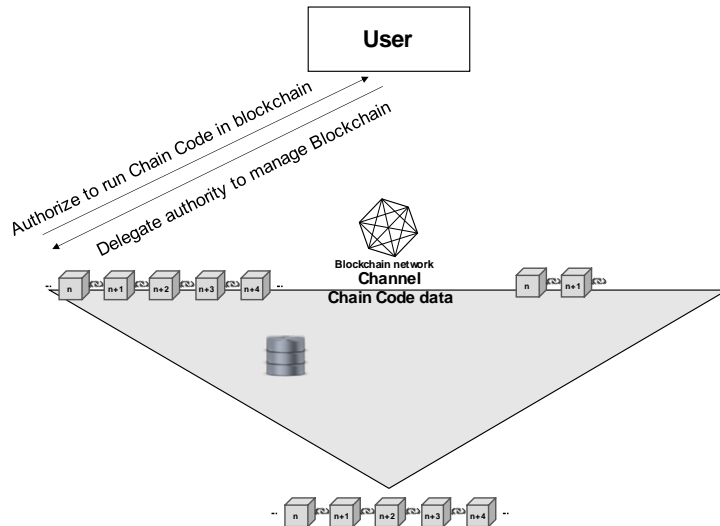 User
Authorize to run Chain Code in blockchain
Delegate authority to manage Blockchain
Blockchain network
Channel
Chain Code data
... n n+1 n+2 n+3 n+4 ...
n n+1
... n n+1 n+2 n+3 n+4 ...